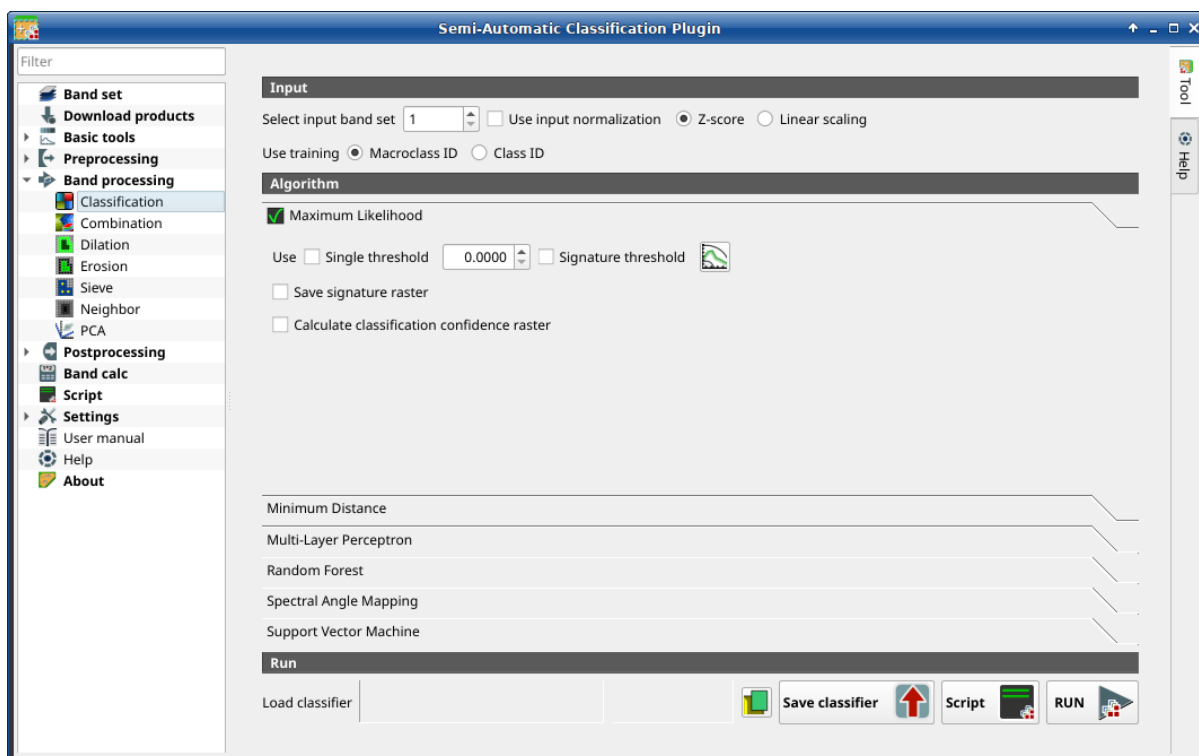 Semi-Automatic Classification Plugin
Filter
Band set
Download products
Basic tools
Preprocessing
Band processing
Classification
Combination
Dilation
Erosion
Sieve
Neighbor
PCA
Postprocessing
Band calc
Script
Settings
User manual
Help
About
Input
Select input band set 1 Use input normalization Z-score Linear scaling
Use training Macroclass ID Class ID
Algorithm
Maximum Likelihood
Use Single threshold 0.0000 Signature threshold
Save signature raster
Calculate classification confidence raster
Minimum Distance
Multi-Layer Perceptron
Random Forest
Spectral Angle Mapping
Support Vector Machine
Run
Load classifier Save classifier Script RUN
Tool
Help